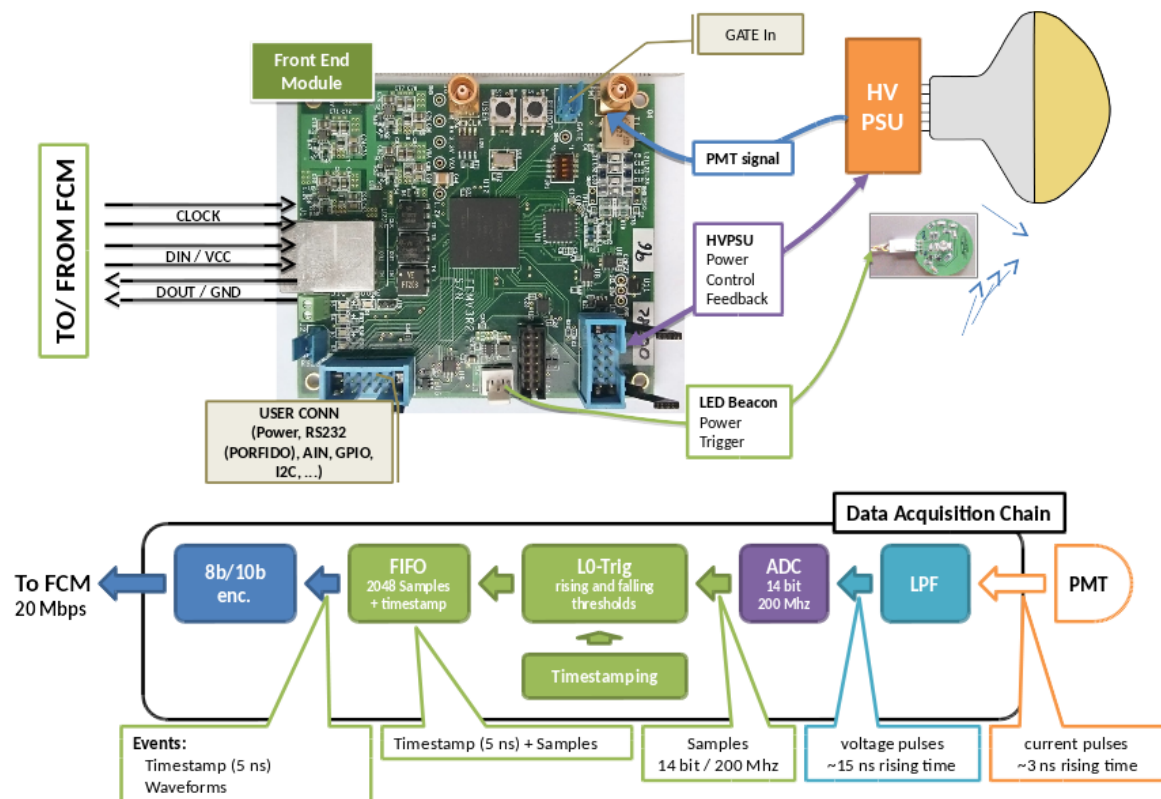 GATE In
Front End
Module
HV
PSU
PMT signal
TO/ FROM FCM
CLOCK
DIN / VCC
DOUT / GND
HVPSU
Power
Control
Feedback
USER CONN
(Power, RS232
(PORFIDO), AIN, GPIO,
I2C, ...)
LED Beacon
Power
Trigger
Data Acquisition Chain
To FCM
20 Mbps
8b/10b
enc.
FIFO
2048 Samples
+ timestamp
L0-Trig
rising and falling
thresholds
ADC
14 bit
200 Mhz
LPF
PMT
Timestamping
Events:
Timestamp (5 ns)
Waveforms
Timestamp (5 ns) + Samples
Samples
14 bit / 200 Mhz
voltage pulses
~15 ns rising time
current pulses
~3 ns rising time